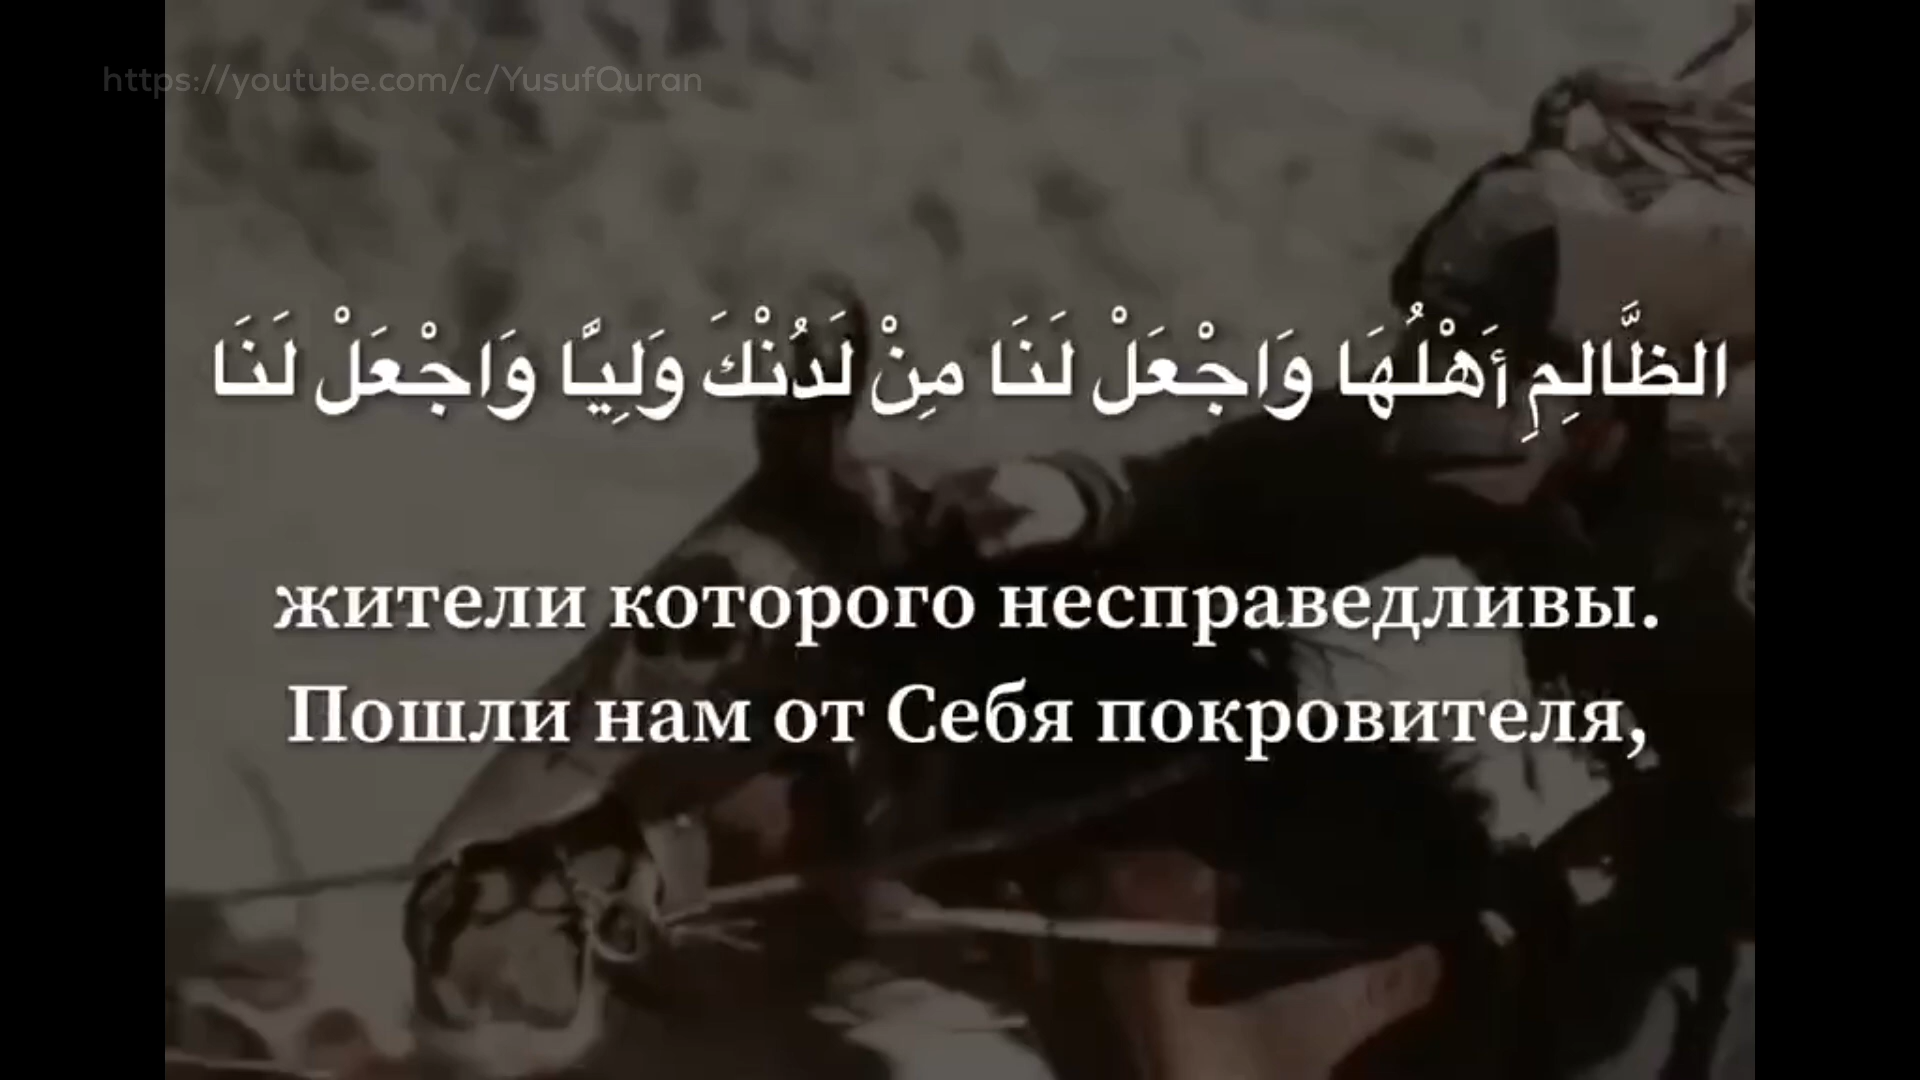 https://youtube.com/c/YusufQuran
الظَّالِمِ أَهْلُهَا وَاجْعَلْ لَنَا مِنْ لَدُنْكَ وَلِيًّا وَاجْعَلْ لَنَا
жители которого несправедливы.
Пошли нам от Себя покровителя,